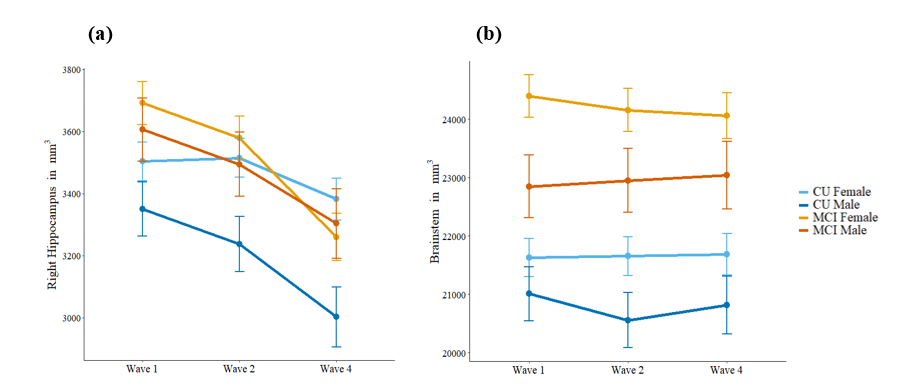 (a)
Right Hippocampus in mm3
3800
3600
3400
3200
3000
Wave 1
Wave 2
Wave 4
(b)
Brainstem in mm3
24000
23000
22000
21000
20000
Wave 1
Wave 2
Wave 4
CU Female
CU Male
MCI Female
MCI Male